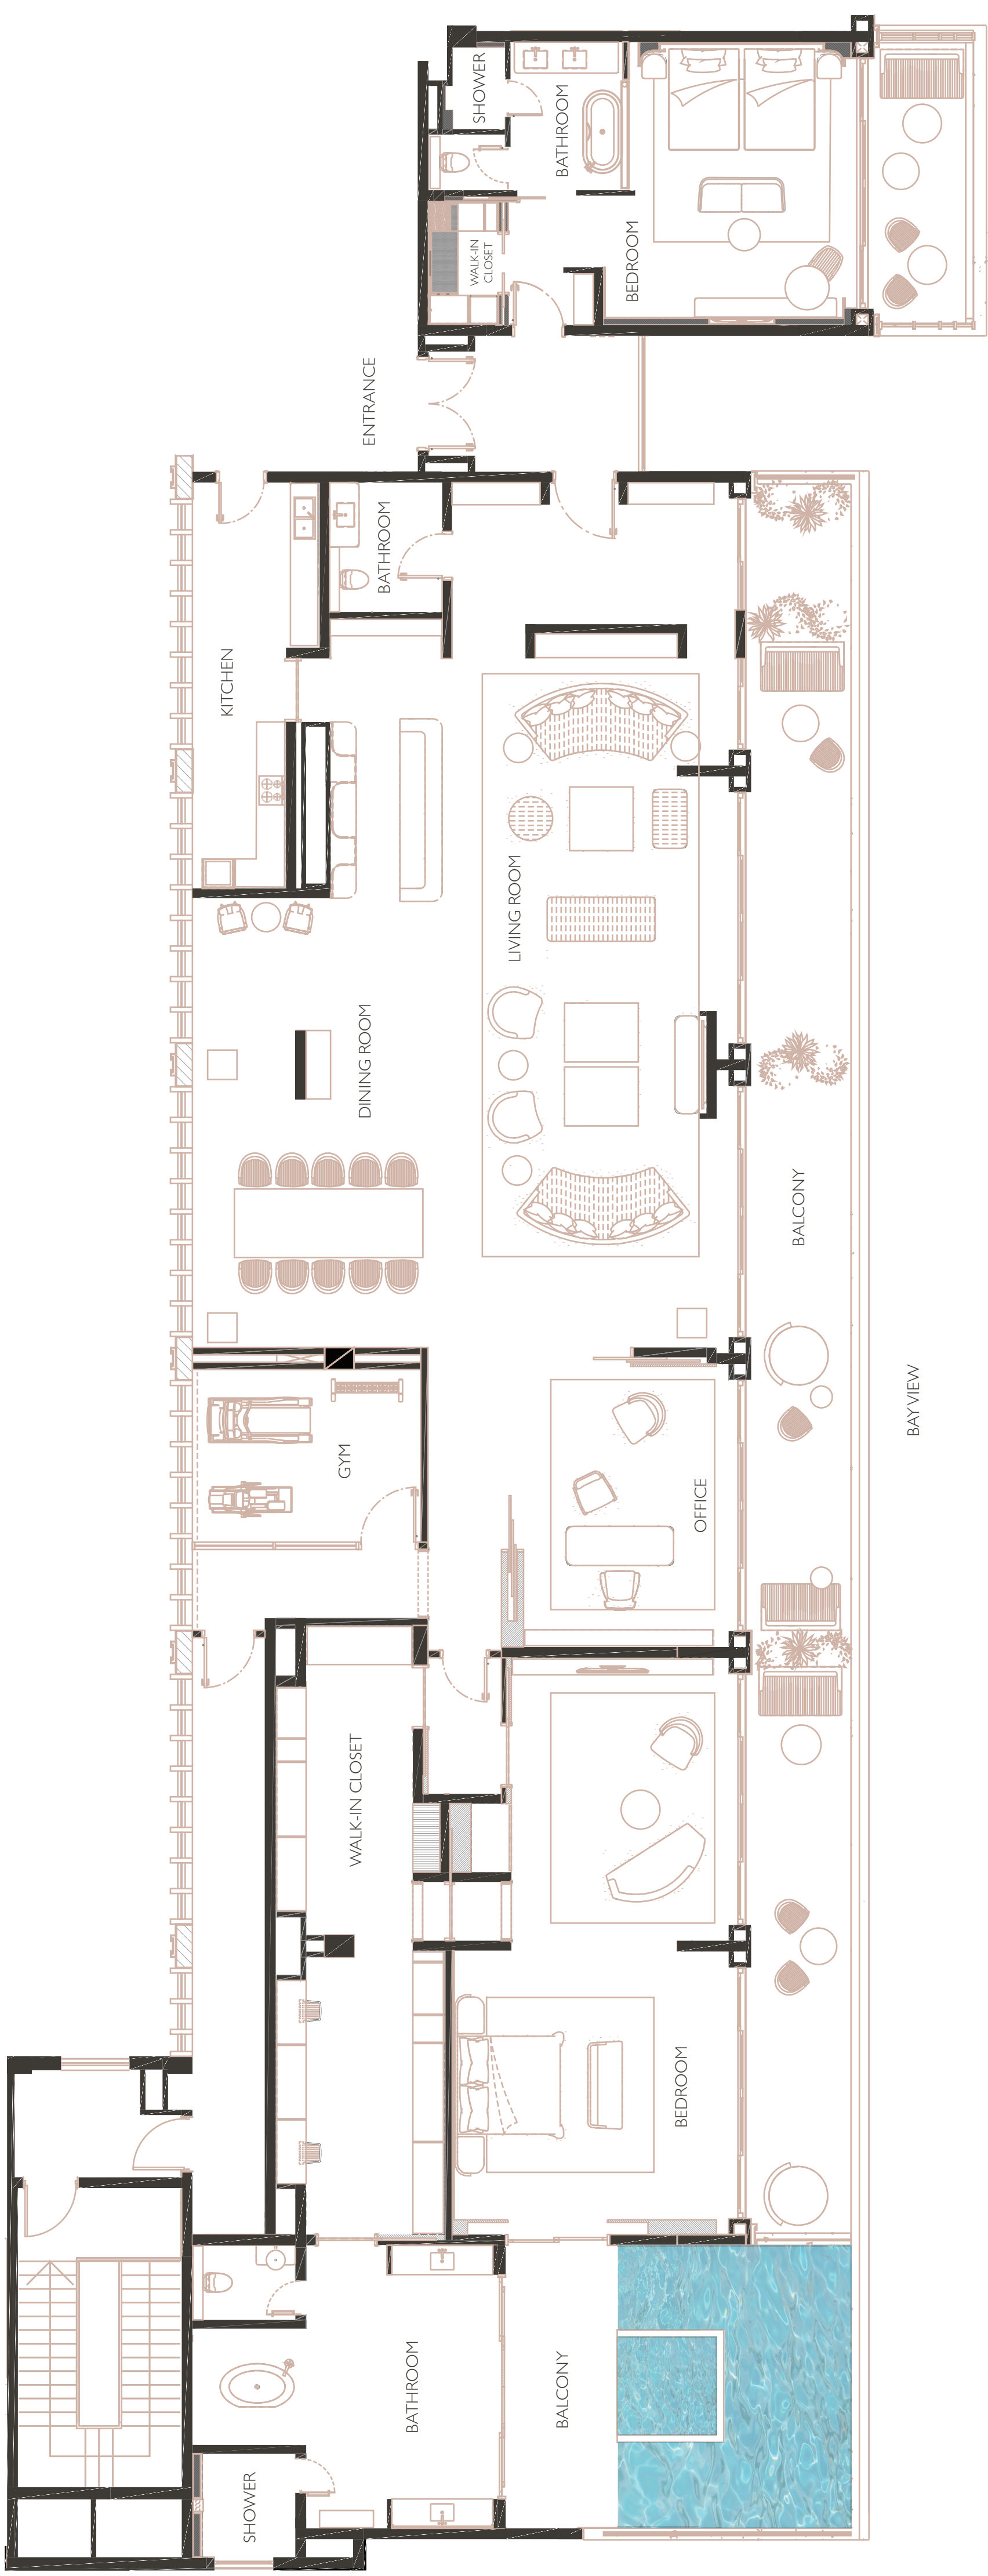 SHOWER
BATHROOM
WALK-IN
CLOSET
BEDROOM
ENTRANCE
BATHROOM
KITCHEN
LIVING ROOM
DINING ROOM
BALCONY
BAY VIEW
GYM
OFFICE
WALK-IN CLOSET
BEDROOM
BATHROOM
BALCONY
SHOWER